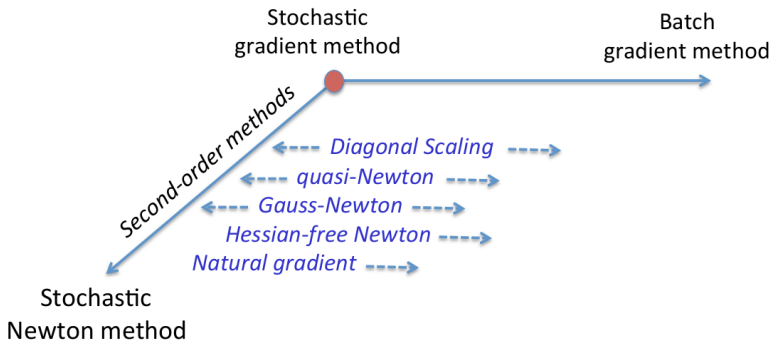 Stochastic
gradient method
Batch
gradient method
Second-order methods
Diagonal Scaling
quasi-Newton
Gauss-Newton
Hessian-free Newton
Natural gradient
Stochastic
Newton method